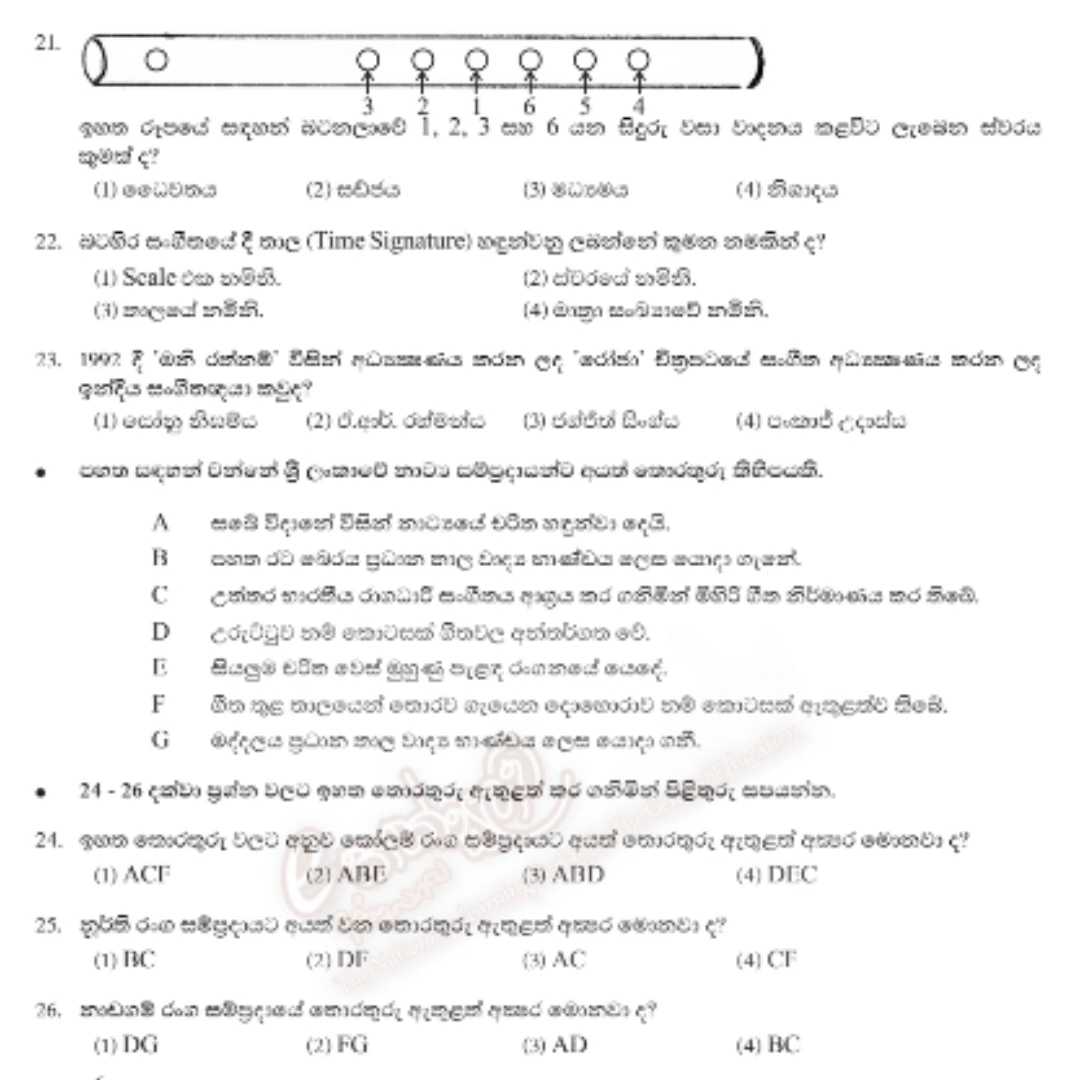 21.
3 2 1 6 5 4
ඉහත රූපයේ සඳහන් බටනලාවේ 1, 2, 3 සහ 6 යන සිදුරු වසා වාදනය කළවිට ලැබෙන ස්වරය
කුමක් ද?
(1) ධෛවතය (2) සඩ්ජය (3) මධ්‍යමය (4) නිශාදය
22. බටහිර සංගීතයේ දී තාල (Time Signature) හඳුන්වනු ලබන්නේ කුමන නමකින් ද?
(1) Scale එක නමිනි. (2) ස්වරයේ නමිනි.
(3) කාලයේ නමිනි. (4) මාත්‍රා සංඛ්‍යාවේ නමිනි.
23. 1992 දී 'මනි රත්නම්' විසින් අධ්‍යක්‍ෂණය කරන ලද 'රෝජා' චිත්‍රපටයේ සංගීත අධ්‍යක්‍ෂණය කරන ලද
ඉන්දීය සංගීතඥයා කවුද?
(1) සෝනු නිගම්ය (2) ඒ.ආර්. රහ්මන්ය (3) ජග්ජිත් සිංග්ය (4) පංකාජ් උදාස්ය
• පහත සඳහන් වන්නේ ශ්‍රී ලංකාවේ නාට්‍ය සම්ප්‍රදායන්ට අයත් තොරතුරු කිහිපයකි.
A සබේ විදානේ විසින් නාට්‍යයේ චරිත හඳුන්වා දෙයි.
B පහත රට බෙරය ප්‍රධාන තාල වාද්‍ය භාණ්ඩය ලෙස යොදා ගැනේ.
C උත්තර භාරතීය රාගධාරී සංගීතය ආශ්‍රය කර ගනිමින් මිහිරි ගීත නිර්මාණය කර තිබේ.
D උරුට්ටුව නම් කොටසක් ගීතවල අන්තර්ගත වේ.
E සියලුම චරිත වෙස් මුහුණු පැළඳ රංගනයේ යෙදේ.
F ගීත තුළ තාලයෙන් තොරව ගැයෙන දොහොරාව නම් කොටසක් ඇතුළත්ව තිබේ.
G මද්දලය ප්‍රධාන තාල වාද්‍ය භාණ්ඩය ලෙස යොදා ගනී.
• 24 - 26 දක්වා ප්‍රශ්න වලට ඉහත තොරතුරු ඇතුළත් කර ගනිමින් පිළිතුරු සපයන්න.
24. ඉහත තොරතුරු වලට අනුව කෝලම් රංග සම්ප්‍රදායට අයත් තොරතුරු ඇතුළත් අක්‍ෂර මොනවා ද?
(1) ACF (2) ABE (3) ABD (4) DEC
25. නූර්ති රංග සම්ප්‍රදායට අයත් වන තොරතුරු ඇතුළත් අක්‍ෂර මොනවා ද?
(1) BC (2) DF (3) AC (4) CF
26. නාඩගම් රංග සම්ප්‍රදායේ තොරතුරු ඇතුළත් අක්‍ෂර මොනවා ද?
(1) DG (2) FG (3) AD (4) BC